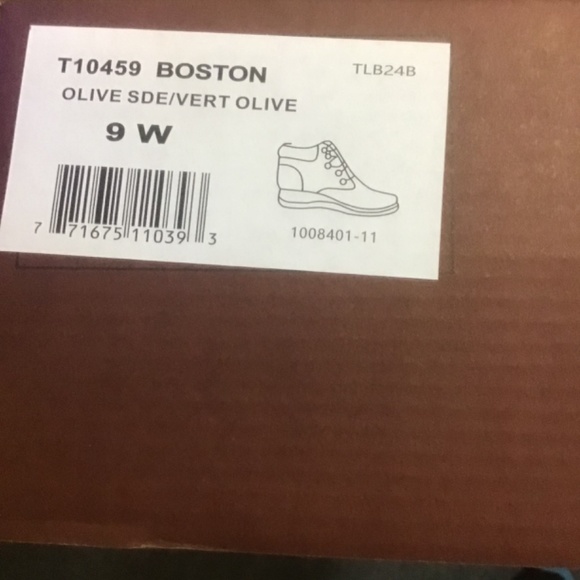 T10459 BOSTON TLB24B
OLIVE SDE/VERT OLIVE
9 W
7 71675 11039 3
1008401-11